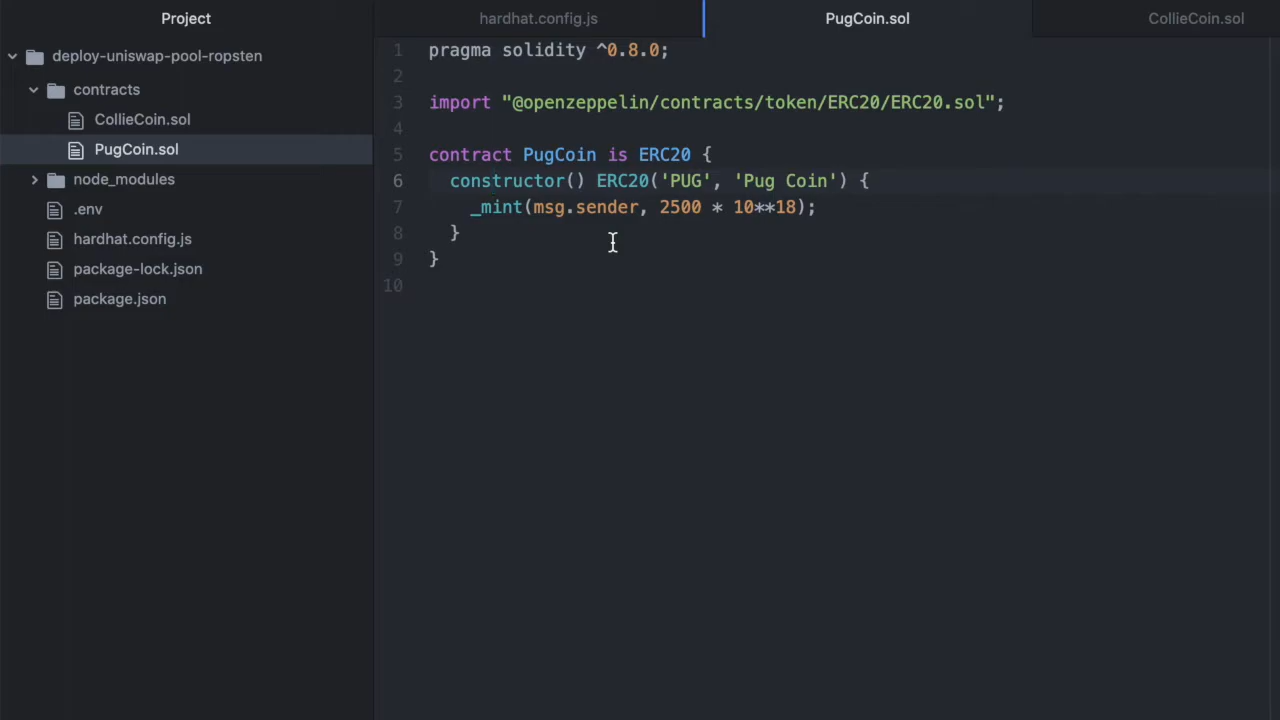 Project
deploy-uniswap-pool-ropsten
contracts
CollieCoin.sol
PugCoin.sol
node_modules
.env
hardhat.config.js
package-lock.json
package.json
hardhat.config.js
PugCoin.sol
CollieCoin.sol
1 pragma solidity ^0.8.0;
2
3 import "@openzeppelin/contracts/token/ERC20/ERC20.sol";
4
5 contract PugCoin is ERC20 {
6   constructor() ERC20('PUG', 'Pug Coin') {
7     _mint(msg.sender, 2500 * 10**18);
8   }
9 }
10